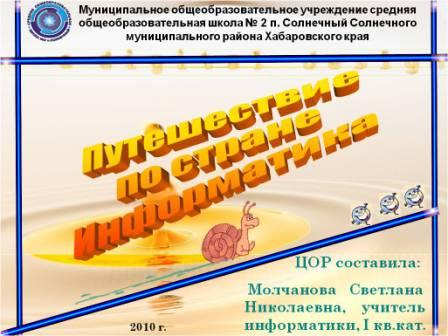 Муниципальное общеобразовательное учреждение средняя
общеобразовательная школа № 2 п. Солнечный Солнечного
муниципального района Хабаровского края
Путешествие
по стране
Информатика
ЦОР составила:
Молчанова Светлана
Николаевна, учитель
информатики, I кв.кат.
2010 г.